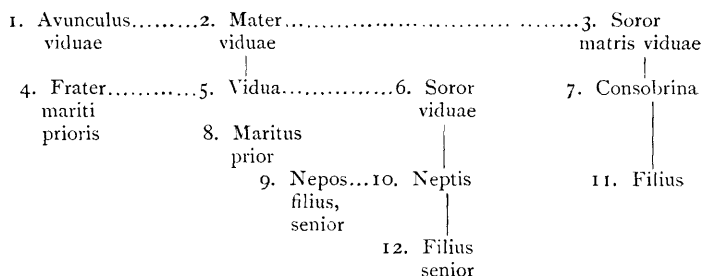 1. Avunculus.........2. Mater.......................................3. Soror
viduae viduae matris viduae
4. Frater............5. Vidua..............6. Soror 7. Consobrina
mariti viduae
prioris 8. Maritus
prior
9. Nepos...10. Neptis 11. Filius
filius,
senior
12. Filius
senior